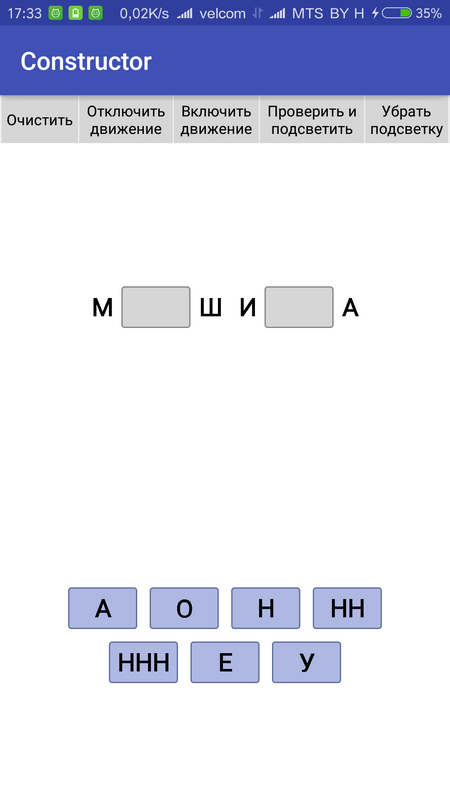 17:33 0,02K/s velcom MTS BY H 35%
Constructor
Очистить
Отключить
движение
Включить
движение
Проверить и
подсветить
Убрать
подсветку
М Ш И А
А О Н НН
ННН Е У